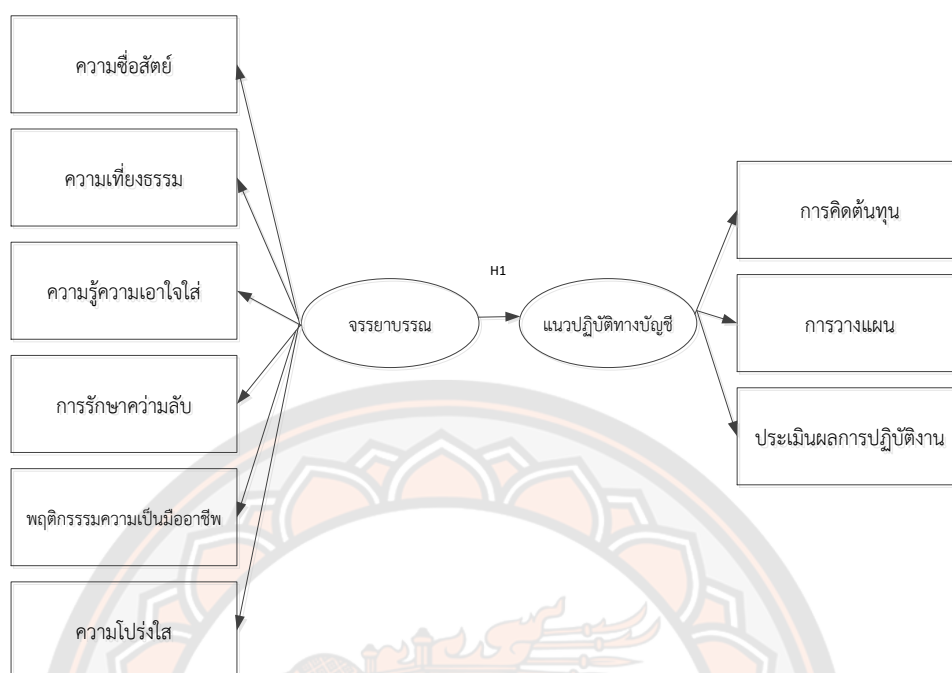 ความซื่อสัตย์
ความเที่ยงธรรม
ความรู้ความเอาใจใส่
การรักษาคว่ามลับ
พฤติกรรรมความเป็นมืออาชีพ
ความโปร่งใส
จรรยาบรรณ
H1
แนวปฏิบัติทางบัญชี
การคิดต้นทุน
การวางแผน
ประเมินผลการปฏิบัติงาน